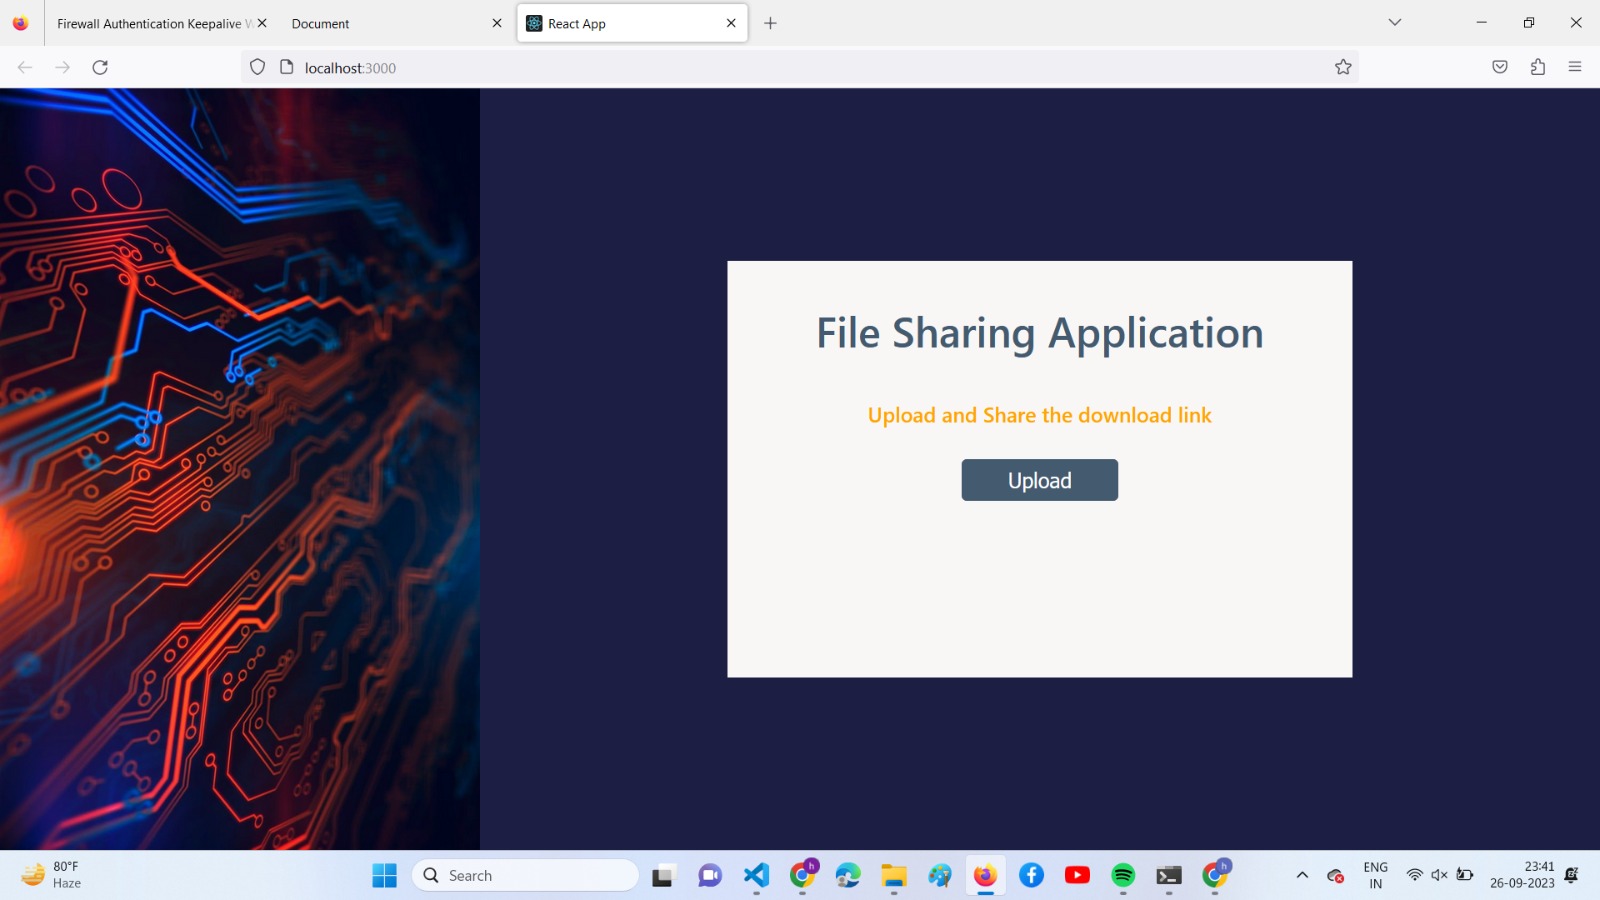 Firewall Authentication Keepalive W
Document
React App
localhost:3000
File Sharing Application
Upload and Share the download link
Upload
80°F
Haze
Search
h
h
ENG
IN
23:41
26-09-2023